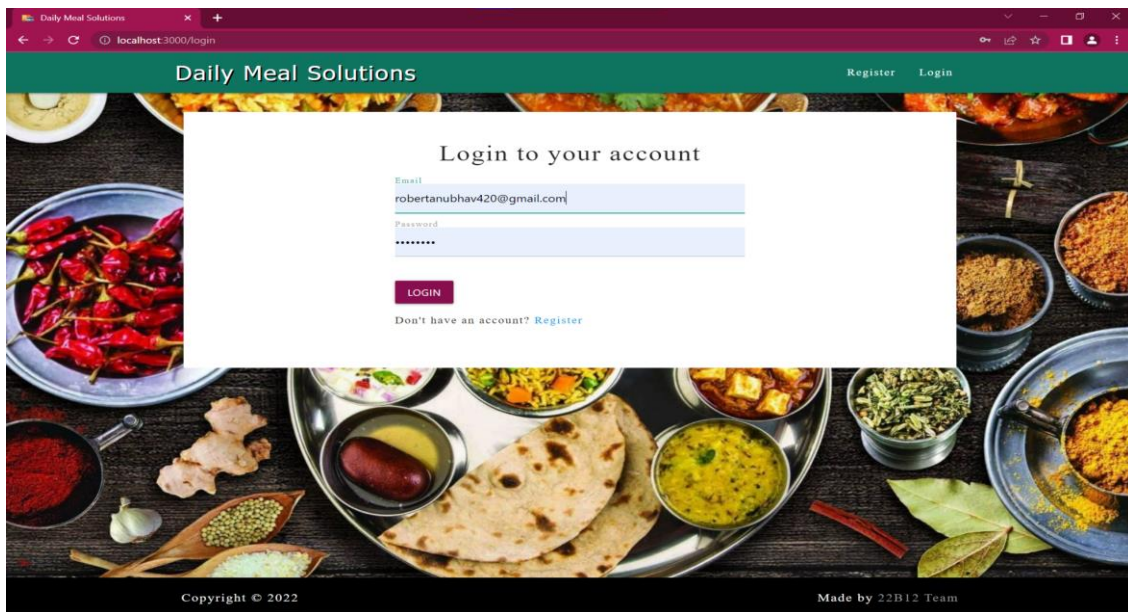 Daily Meal Solutions
localhost:3000/login
Daily Meal Solutions
Register Login
Login to your account
Email
robertanubhav420@gmail.com
Password
••••••••
LOGIN
Don't have an account? Register
Copyright © 2022
Made by 22B12 Team